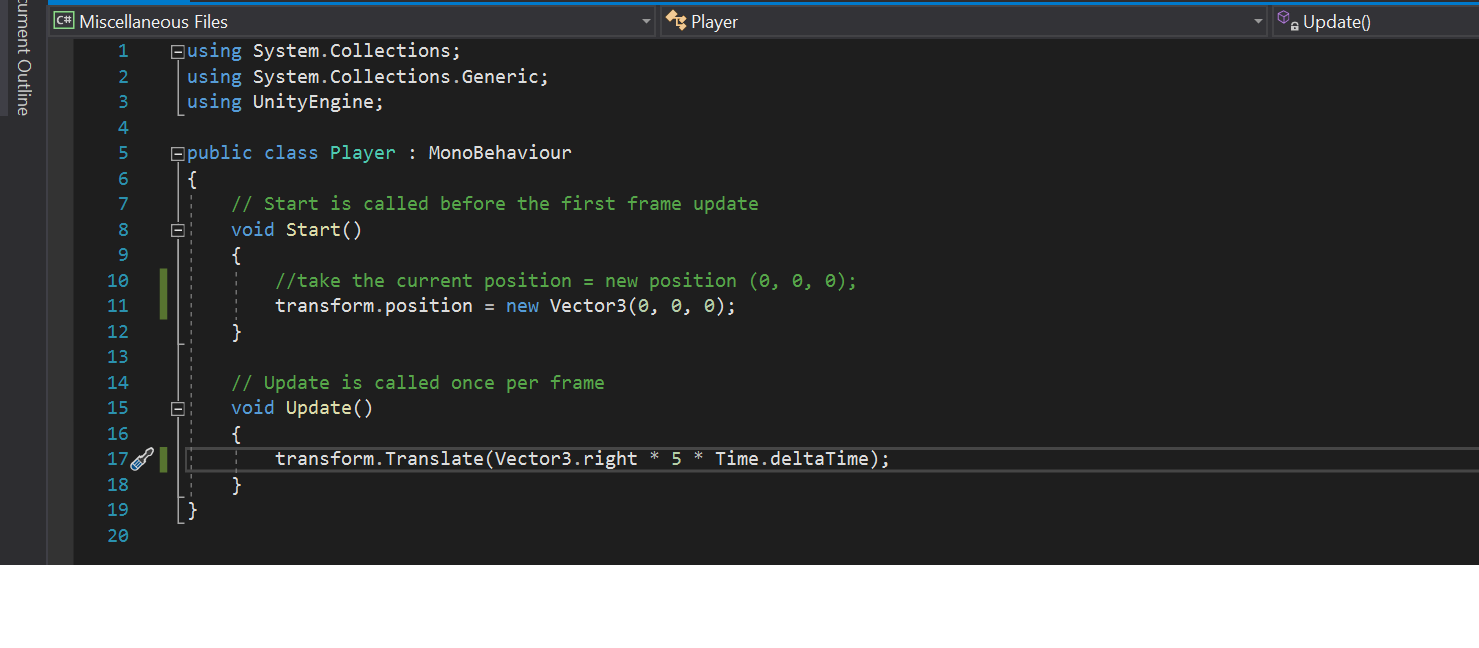 cument Outline
C# Miscellaneous Files Player Update()
1 using System.Collections;
2 using System.Collections.Generic;
3 using UnityEngine;
4
5 public class Player : MonoBehaviour
6 {
7 // Start is called before the first frame update
8 void Start()
9 {
10 //take the current position = new position (0, 0, 0);
11 transform.position = new Vector3(0, 0, 0);
12 }
13
14 // Update is called once per frame
15 void Update()
16 {
17 transform.Translate(Vector3.right * 5 * Time.deltaTime);
18 }
19 }
20